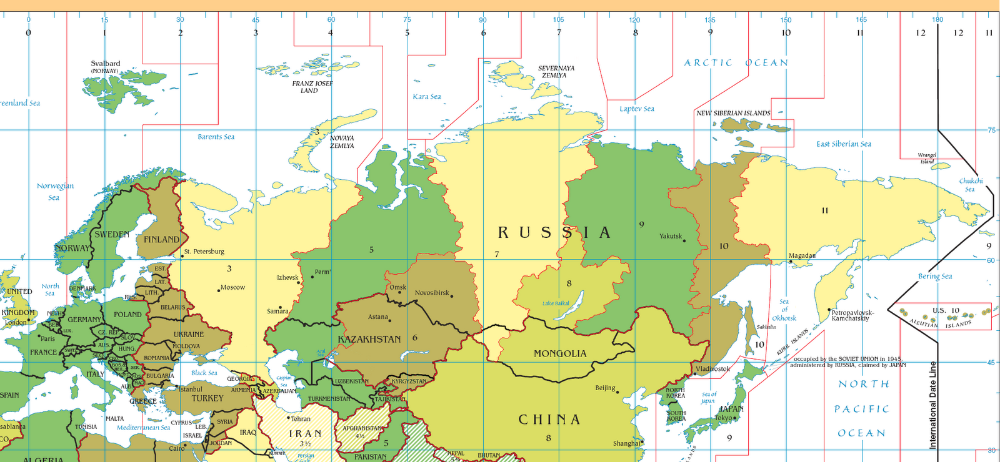 0 15 30 45 60 75 90 105 120 135 150 165 180
0 1 2 3 4 5 6 7 8 9 10 11 12 12 11
Svalbard
(NORWAY)
FRANZ JOSEF
LAND
SEVERNAYA
ZEMLYA
ARCTIC OCEAN
reenland Sea
Kara Sea
Laptev Sea
NEW SIBERIAN ISLANDS
Barents Sea
3
NOVAYA
ZEMLYA
75
East Siberian Sea
Wrangel
Island
Chukchi
Sea
Norwegian
Sea
SWEDEN
FINLAND
NORWAY
RUSSIA
11
9
Yakutsk
10
9
5
7
St. Petersburg
3
Magadan
60
EST.
LAT.
LITH.
RUS.
Moscow
Izhevsk
Perm'
Samara
Omsk
Novosibirsk
8
Lake Baikal
Bering Sea
UNITED
KINGDOM
London
North
Sea
DENMARK
NETH.
BEL.
LUX.
GERMANY
POLAND
BELARUS
Astana
Sea
of
Okhotsk
Petropavlovsk-
Kamchatskiy
U.S. 10
ALEUTIAN ISLANDS
Paris
FRANCE
SWITZ.
CZ. REP.
SLOV.
AUS.
HUNG.
SLO.
CRO.
UKRAINE
MOLDOVA
ROMANIA
KAZAKHSTAN 6
Aral
Sea
MONGOLIA
Sakhalin
10
KURIL ISLANDS
occupied by the SOVIET UNION in 1945,
administered by RUSSIA, claimed by JAPAN
45
ITALY
BOS.&
HER.
SER.
MONT.
KOS.
MAC.
ALB.
BULGARIA
Black Sea
GEORGIA
Caspian
Sea
ARMENIA
AZERBAIJAN
UZBEKISTAN
KYRGYZSTAN
TURKMENISTAN
TAJIKISTAN
Beijing
Vladivostok
NORTH
KOREA
Sea of
Japan
NORTH
PACIFIC
OCEAN
International Date Line
SPAIN
GREECE
Istanbul
TURKEY
SOUTH
KOREA
JAPAN
Tokyo
9
sablanca
CO
TUNISIA
MALTA
Mediterranean Sea
CYPRUS
LEB.
ISRAEL
SYRIA
JORDAN
IRAQ
KUWAIT
Tehran
IRAN
3 ½
AFGHANISTAN
4 ½
5
PAKISTAN
CHINA
8
Shanghai
Cairo
ALGERIA
Persian
Gulf
NEPAL
BHUTAN
30